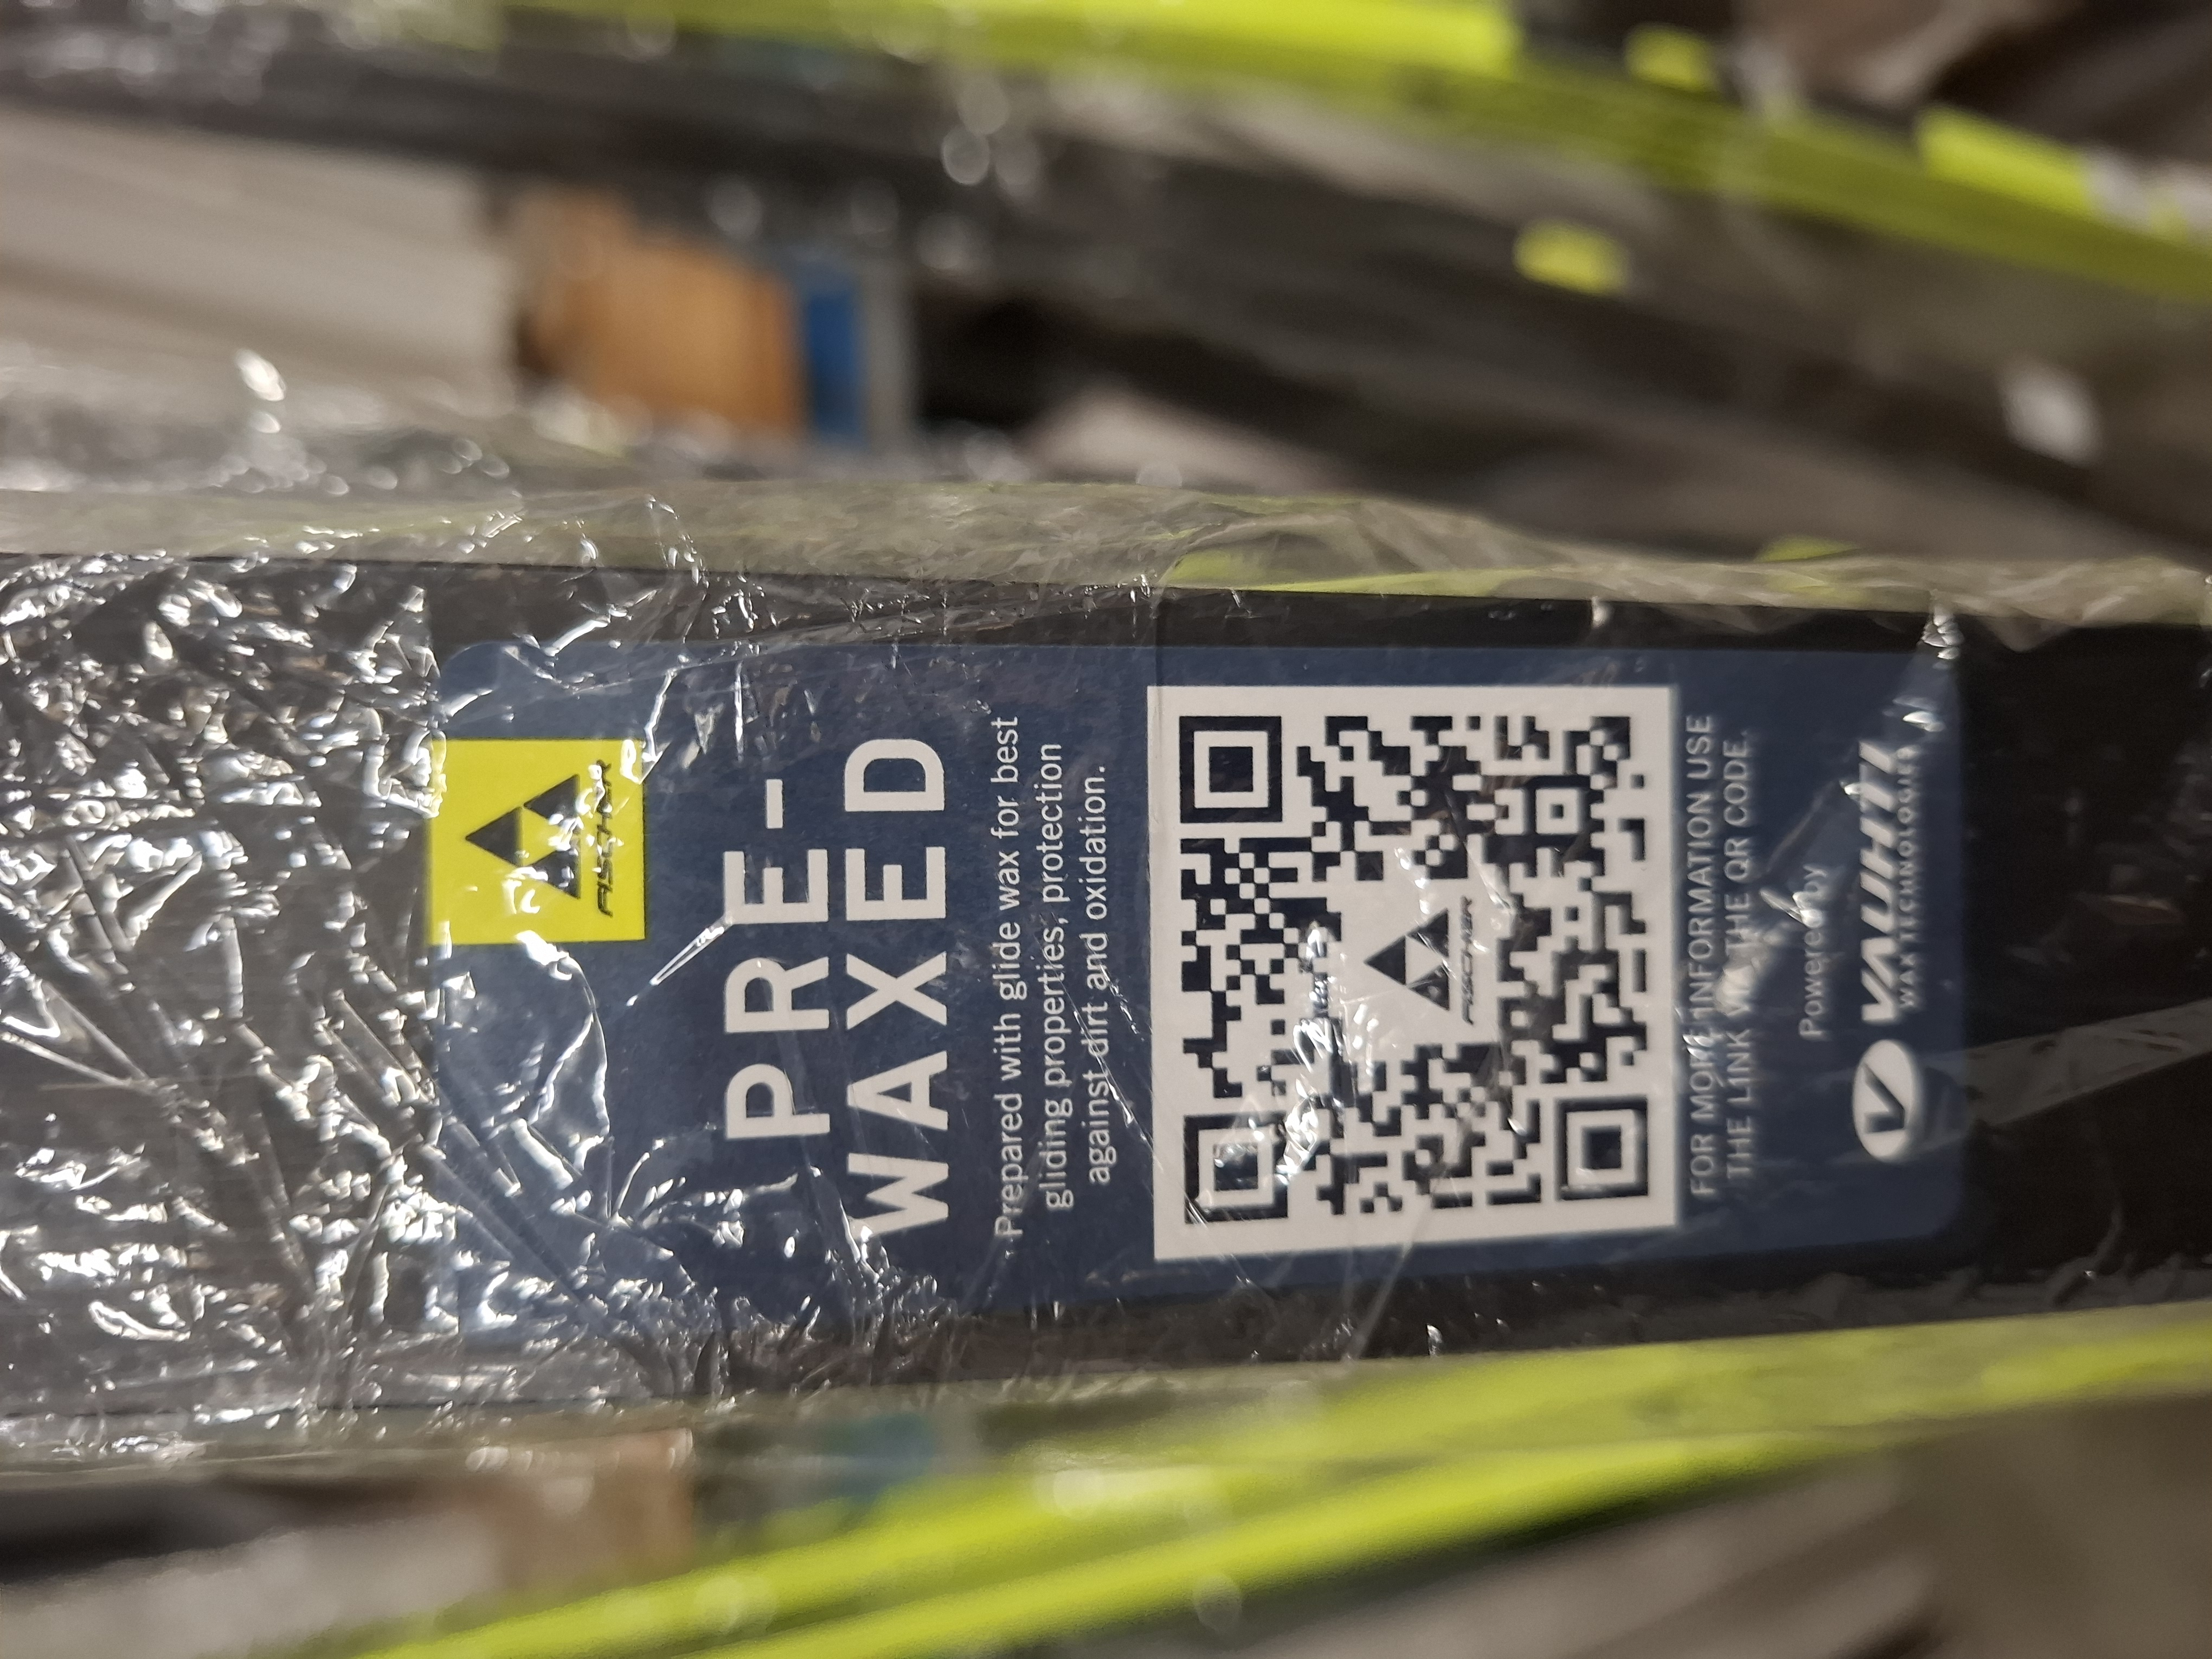 FISCHER
PRE-
WAXED
Prepared with glide wax for best
gliding properties, protection
against dirt and oxidation.
FISCHER
FOR MORE INFORMATION USE
THE LINK VIA THE QR CODE.
Powered by
V VAUHTI
WAX TECHNOLOGIES